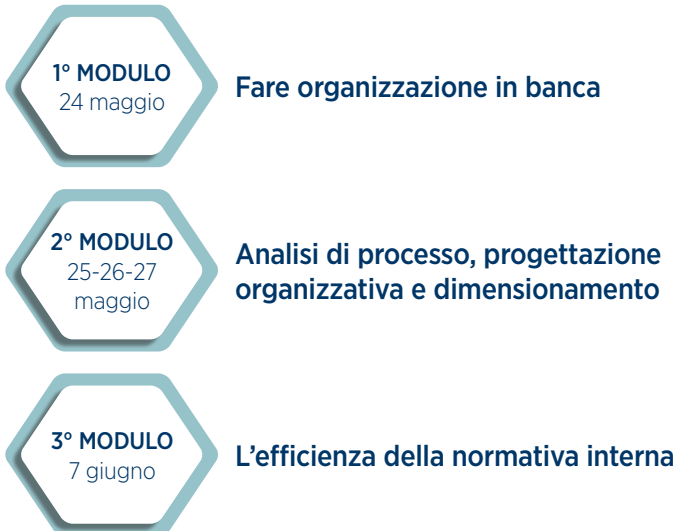 1° MODULO
24 maggio
Fare organizzazione in banca
2° MODULO
25-26-27
maggio
Analisi di processo, progettazione
organizzativa e dimensionamento
3° MODULO
7 giugno
L’efficienza della normativa interna